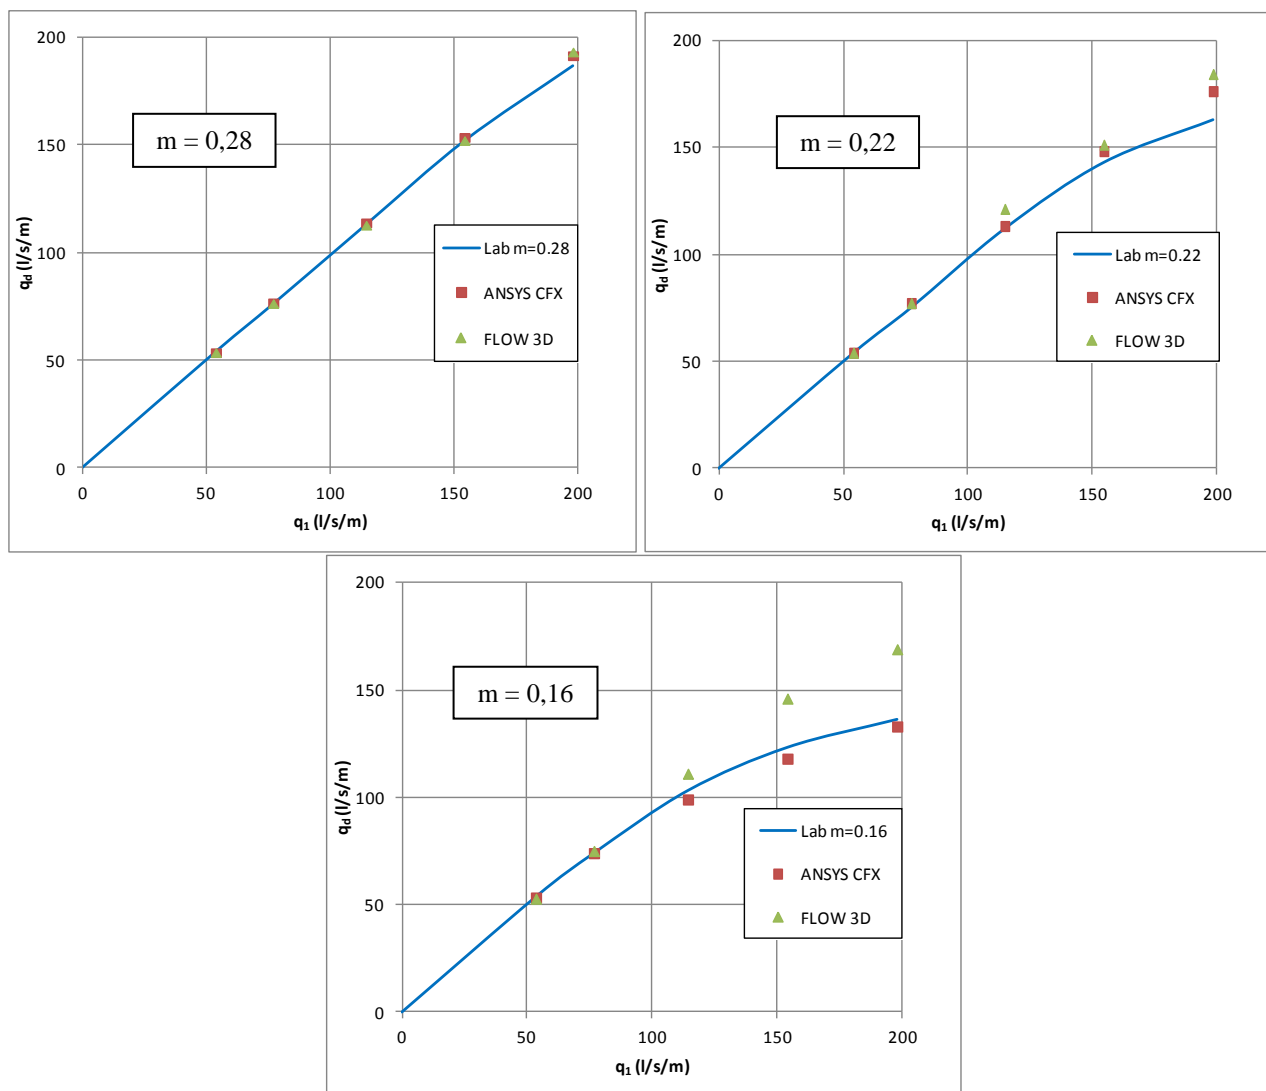 200
150
100
50
0
0 50 100 150 200
q₁ (l/s/m)
q_d (l/s/m)
m = 0,28
Lab m=0.28
ANSYS CFX
FLOW 3D
200
150
100
50
0
0 50 100 150 200
q₁ (l/s/m)
q_d (l/s/m)
m = 0,22
Lab m=0.22
ANSYS CFX
FLOW 3D
200
150
100
50
0
0 50 100 150 200
q₁ (l/s/m)
q_d (l/s/m)
m = 0,16
Lab m=0.16
ANSYS CFX
FLOW 3D